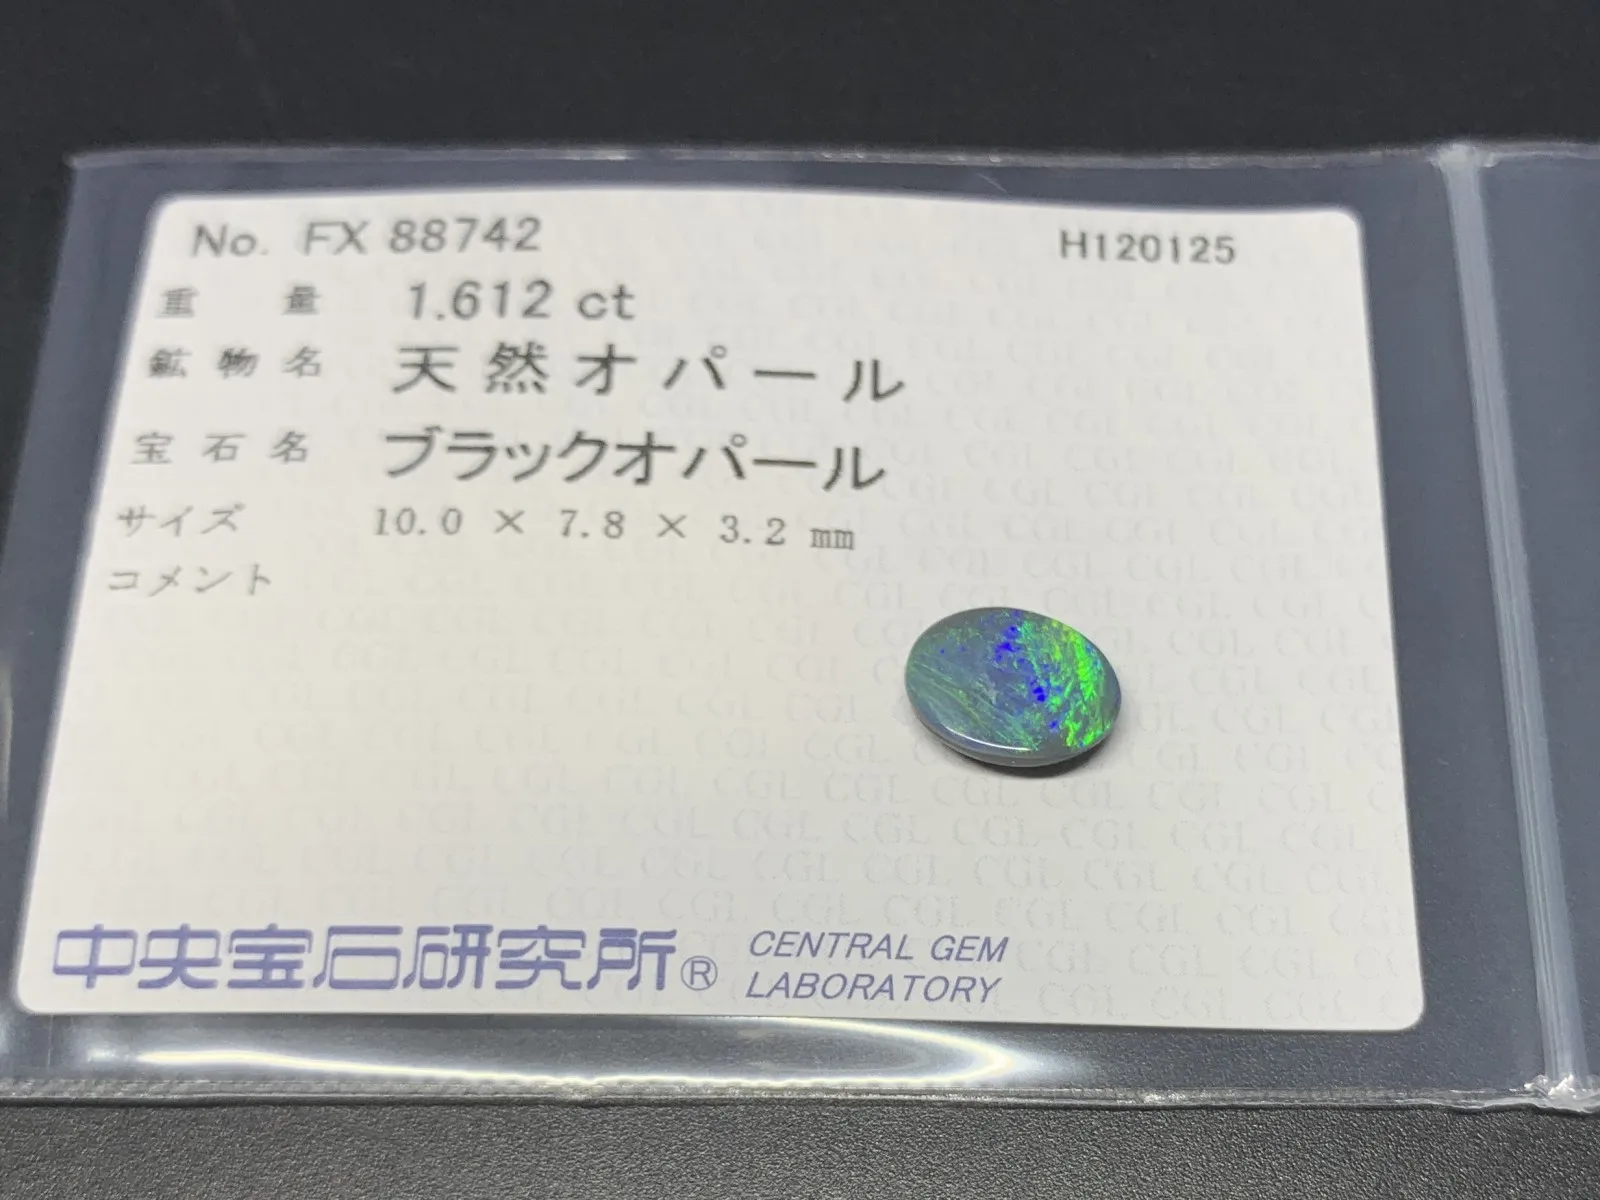 No. FX 88742 H120125
重量 1.612 ct
鉱物名 天然オパール
宝石名 ブラックオパール
サイズ 10.0 × 7.8 × 3.2 mm
コメント
中央宝石研究所® CENTRAL GEM
LABORATORY